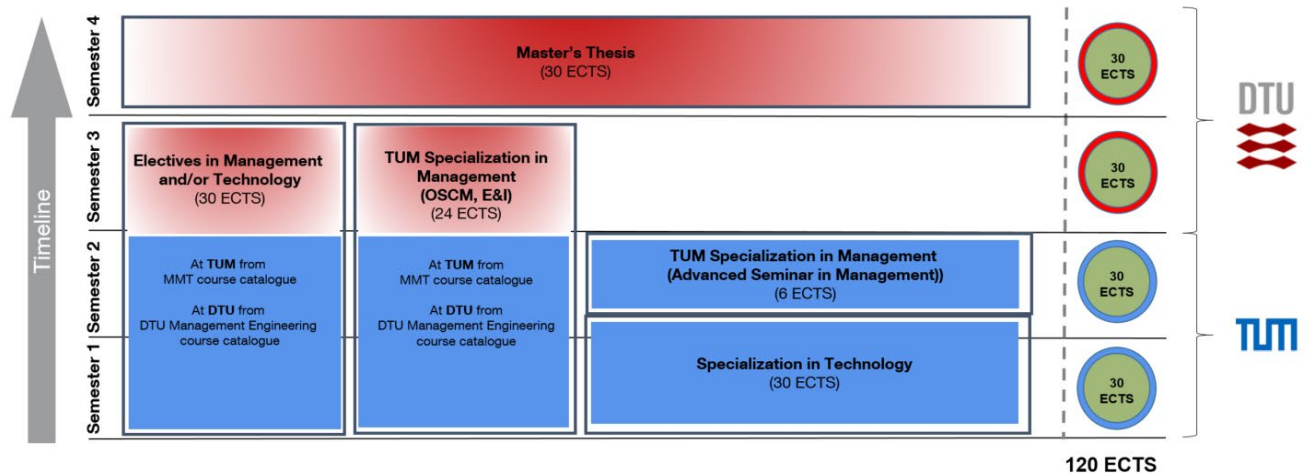 Timeline
Semester 4
Master's Thesis
(30 ECTS)
30
ECTS
DTU
Semester 3
Electives in Management
and/or Technology
(30 ECTS)
TUM Specialization in
Management
(OSCM, E&I)
(24 ECTS)
30
ECTS
Semester 2
At TUM from
MMT course catalogue
At DTU from
DTU Management Engineering
course catalogue
At TUM from
MMT course catalogue
At DTU from
DTU Management Engineering
course catalogue
TUM Specialization in Management
(Advanced Seminar in Management))
(6 ECTS)
30
ECTS
TUM
Semester 1
Specialization in Technology
(30 ECTS)
30
ECTS
120 ECTS